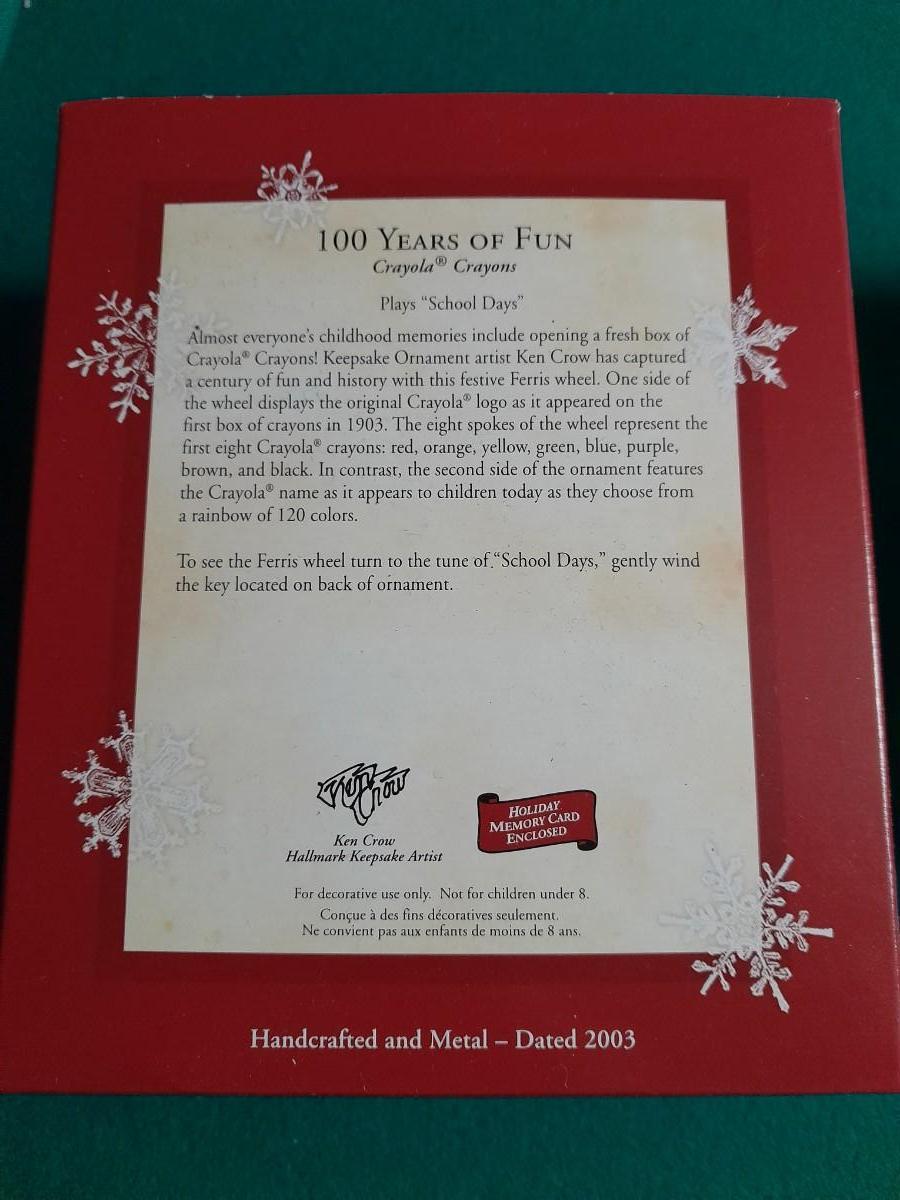 100 Years of Fun
Crayola® Crayons
Plays “School Days”
Almost everyone's childhood memories include opening a fresh box of
Crayola® Crayons! Keepsake Ornament artist Ken Crow has captured
a century of fun and history with this festive Ferris wheel. One side of
the wheel displays the original Crayola® logo as it appeared on the
first box of crayons in 1903. The eight spokes of the wheel represent the
first eight Crayola® crayons: red, orange, yellow, green, blue, purple,
brown, and black. In contrast, the second side of the ornament features
the Crayola® name as it appears to children today as they choose from
a rainbow of 120 colors.
To see the Ferris wheel turn to the tune of “School Days,” gently wind
the key located on back of ornament.
Ken Crow
Ken Crow
Hallmark Keepsake Artist
Holiday
Memory Card
Enclosed
For decorative use only. Not for children under 8.
Conçue à des fins décoratives seulement.
Ne convient pas aux enfants de moins de 8 ans.
Handcrafted and Metal – Dated 2003